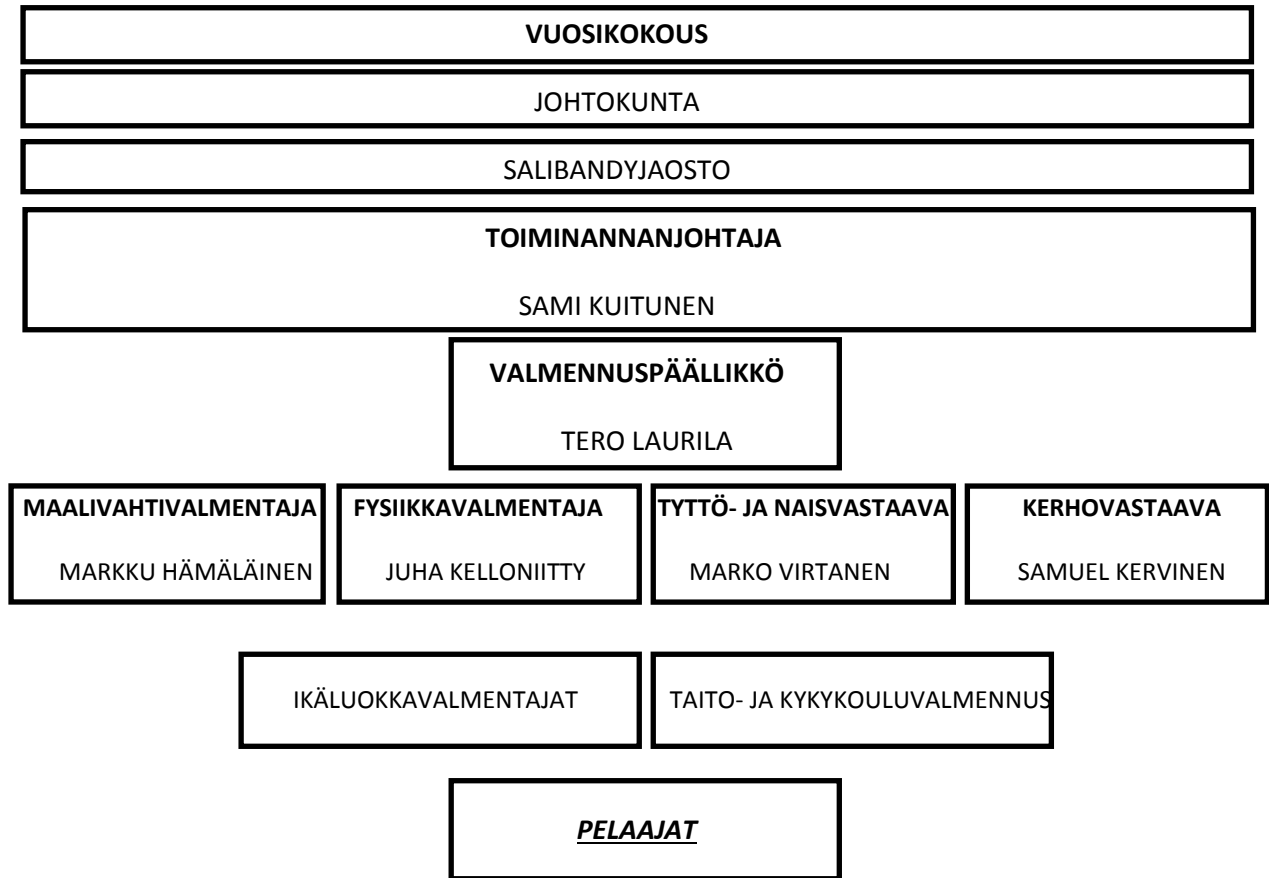 VUOSIKOKOUS
JOHTOKUNTA
SALIBANDYJAOSTO
TOIMINANNANJOHTAJA
SAMI KUITUNEN
VALMENNUSPÄÄLLIKKÖ
TERO LAURILA
MAALIVAHTIVALMENTAJA
MARKKU HÄMÄLÄINEN
FYSIIKKAVALMENTAJA
JUHA KELLONIITTY
TYTTÖ- JA NAISVASTAAVA
MARKO VIRTANEN
KERHOVASTAAVA
SAMUEL KERVINEN
IKÄLUOKKAVALMENTAJAT
TAITO- JA KYKYKOULUVALMENNUS
PELAAJAT